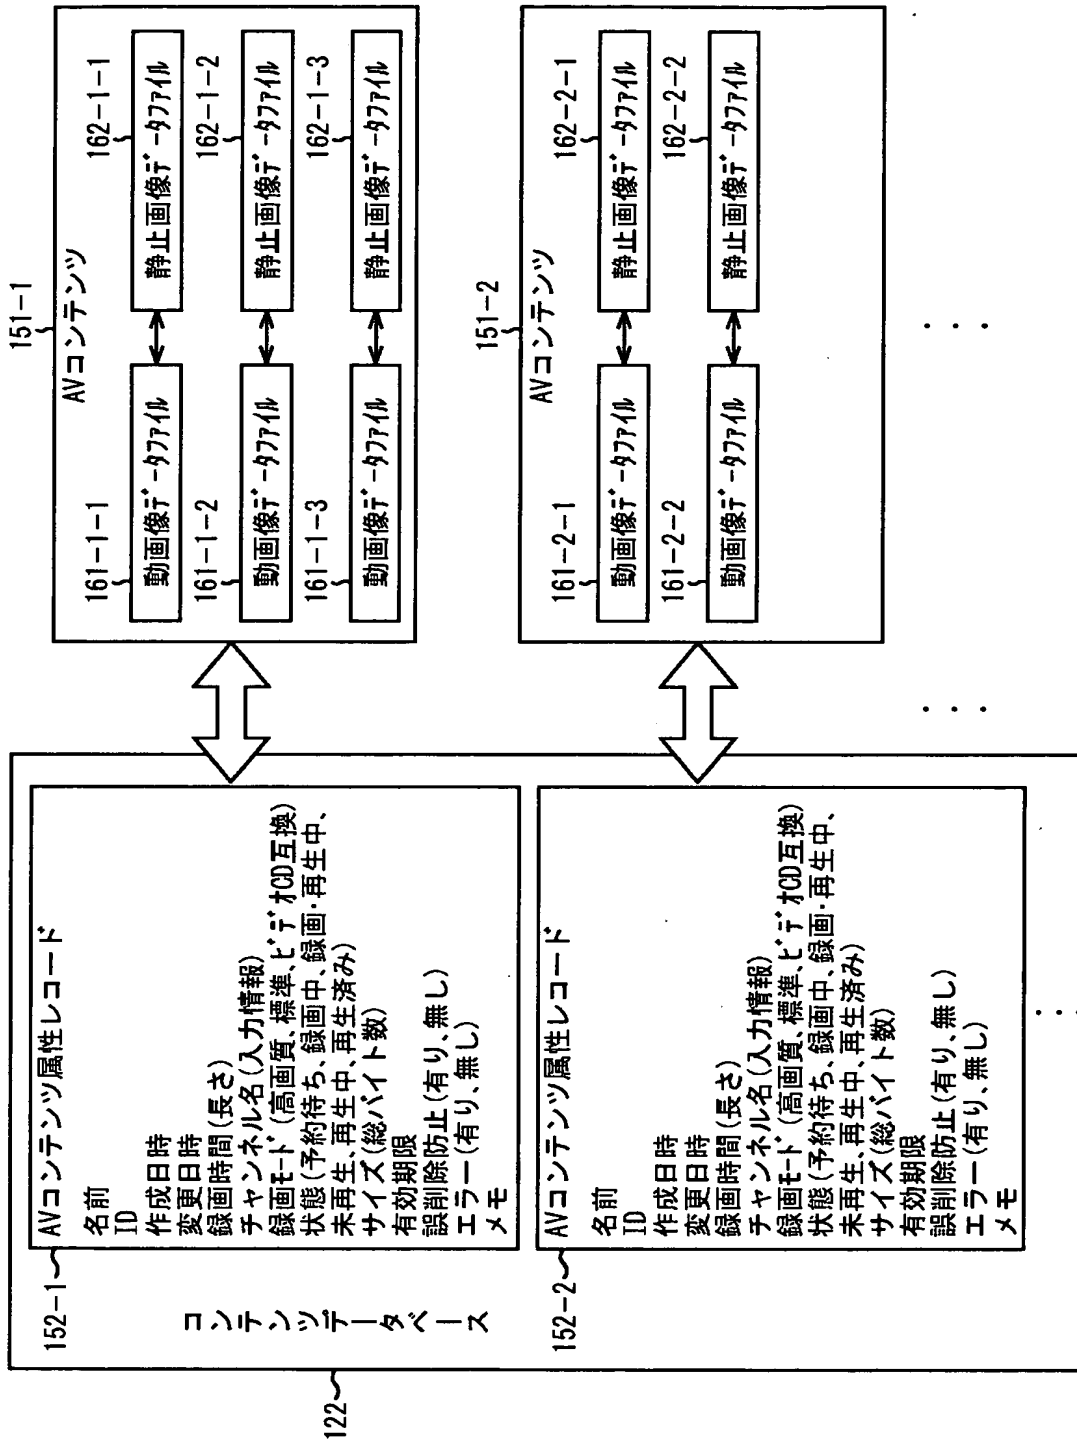 122
コンテンツデータベース
152-1
AVコンテンツ属性レコード
名前
ID
作成日時
変更日時
録画時間(長さ)
チャンネル名(入力情報)
録画ﾓｰﾄﾞ(高画質、標準、ﾋﾞﾃﾞｵCD互換)
状態(予約待ち、録画中、録画・再生中、
未再生、再生中、再生済み)
サイズ(総バイト数)
有効期限
誤削除防止(有り、無し)
エラー(有り、無し)
メモ
152-2
AVコンテンツ属性レコード
名前
ID
作成日時
変更日時
録画時間(長さ)
チャンネル名(入力情報)
録画ﾓｰﾄﾞ(高画質、標準、ﾋﾞﾃﾞｵCD互換)
状態(予約待ち、録画中、録画・再生中、
未再生、再生中、再生済み)
サイズ(総バイト数)
有効期限
誤削除防止(有り、無し)
エラー(有り、無し)
メモ
151-1
AVコンテンツ
161-1-1
動画像ﾃﾞｰﾀﾌｧｲﾙ
162-1-1
静止画像ﾃﾞｰﾀﾌｧｲﾙ
161-1-2
動画像ﾃﾞｰﾀﾌｧｲﾙ
162-1-2
静止画像ﾃﾞｰﾀﾌｧｲﾙ
161-1-3
動画像ﾃﾞｰﾀﾌｧｲﾙ
162-1-3
静止画像ﾃﾞｰﾀﾌｧｲﾙ
151-2
AVコンテンツ
161-2-1
動画像ﾃﾞｰﾀﾌｧｲﾙ
162-2-1
静止画像ﾃﾞｰﾀﾌｧｲﾙ
161-2-2
動画像ﾃﾞｰﾀﾌｧｲﾙ
162-2-2
静止画像ﾃﾞｰﾀﾌｧｲﾙ